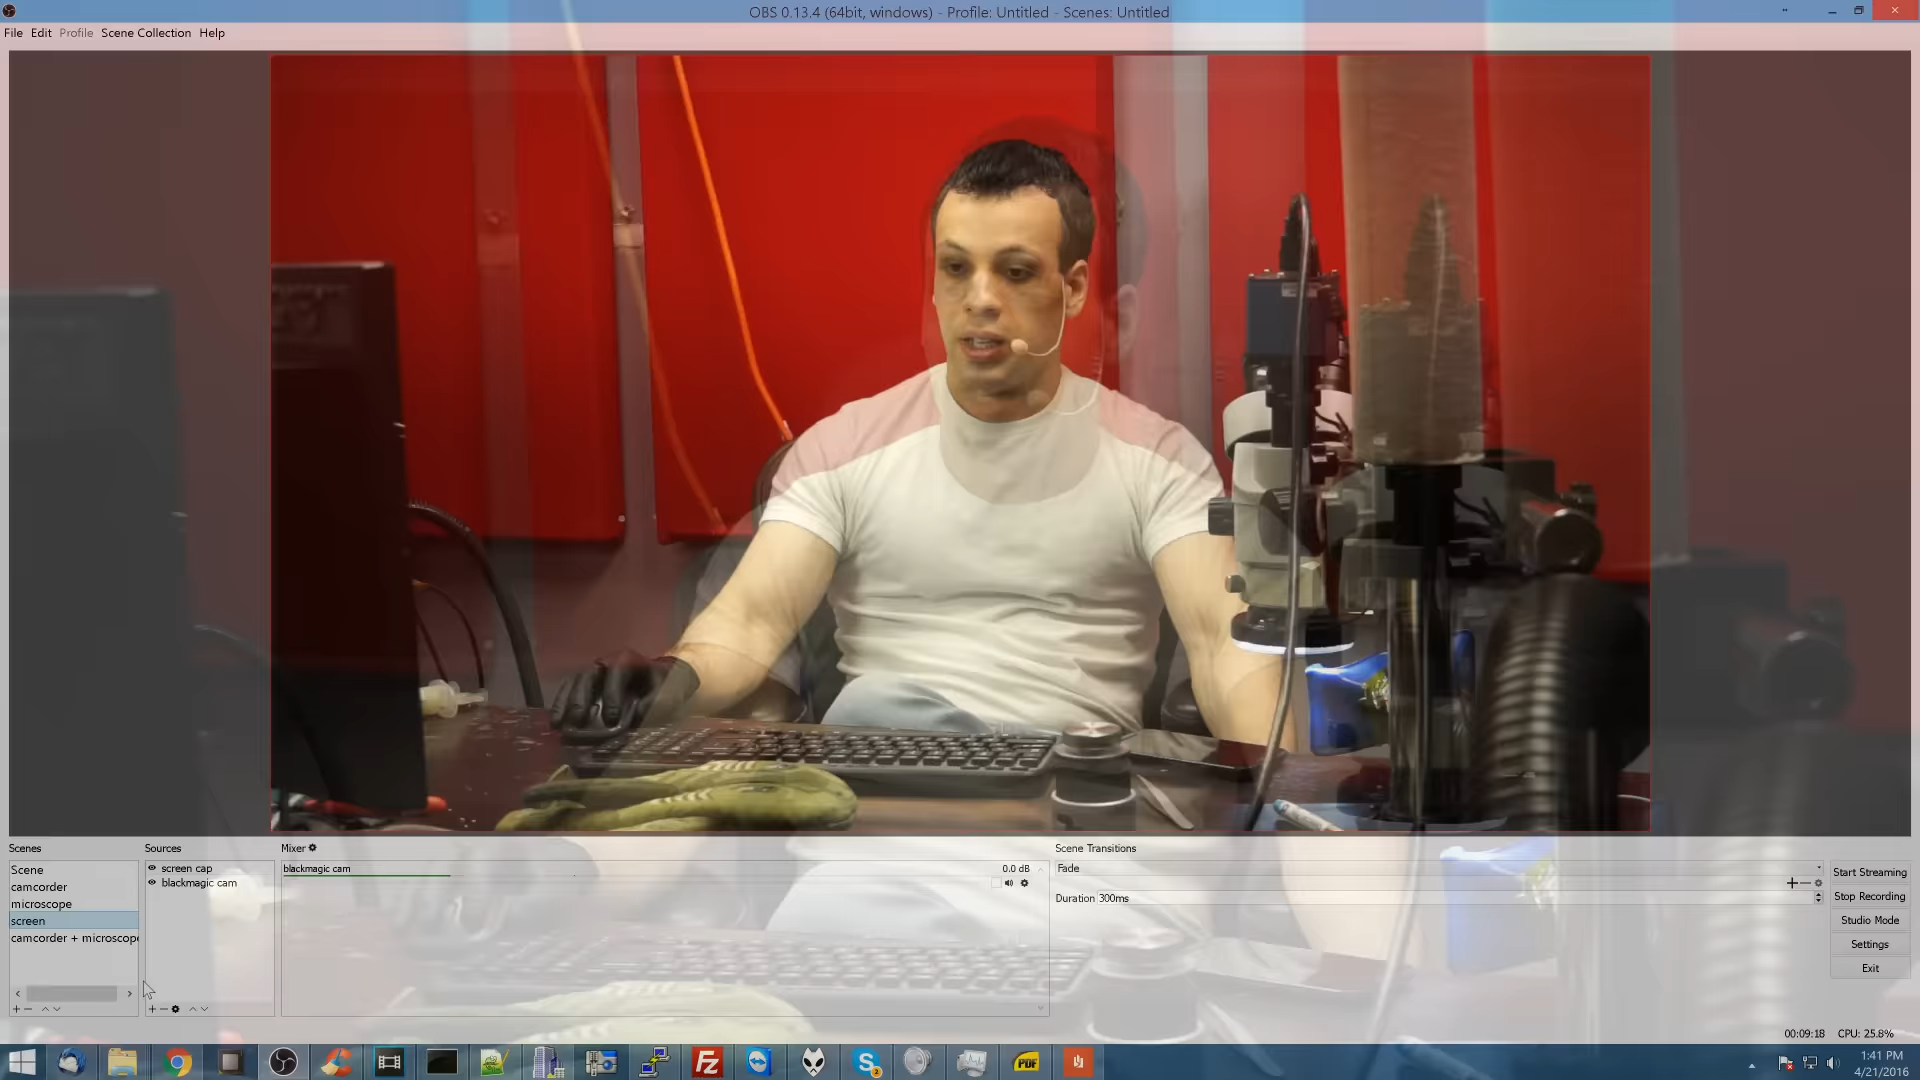 OBS 0.13.4 (64bit, windows) - Profile: Untitled - Scenes: Untitled
File Edit Profile Scene Collection Help
Scenes
Scene
camcorder
microscope
screen
camcorder + microscope
Sources
screen cap
blackmagic cam
Mixer
blackmagic cam
0.0 dB
Scene Transitions
Fade
Duration 300ms
Start Streaming
Stop Recording
Studio Mode
Settings
Exit
00:09:18 CPU: 25.8%
Fz
S
2
PDF
1:41 PM
4/21/2016